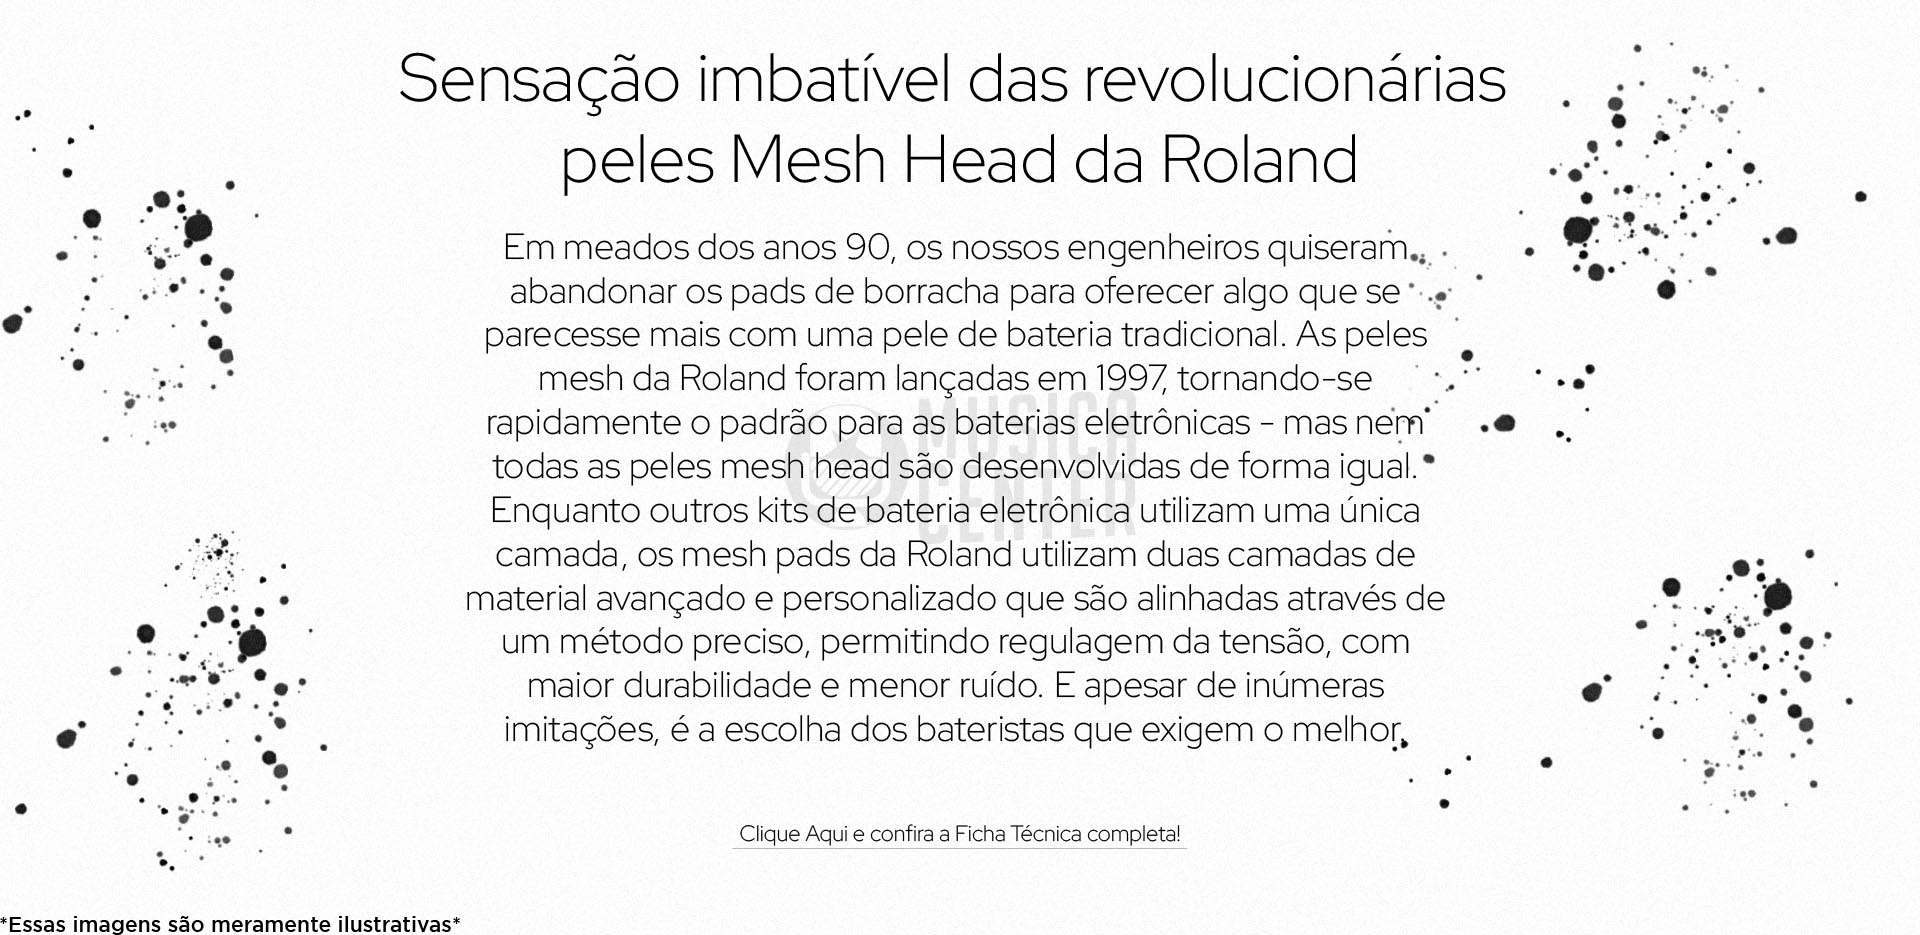 Sensação imbatível das revolucionárias
peles Mesh Head da Roland
Em meados dos anos 90, os nossos engenheiros quiseram
abandonar os pads de borracha para oferecer algo que se
parecesse mais com uma pele de bateria tradicional. As peles
mesh da Roland foram lançadas em 1997, tornando-se
rapidamente o padrão para as baterias eletrônicas - mas nem
todas as peles mesh head são desenvolvidas de forma igual.
Enquanto outros kits de bateria eletrônica utilizam uma única
camada, os mesh pads da Roland utilizam duas camadas de
material avançado e personalizado que são alinhadas através de
um método preciso, permitindo regulagem da tensão, com
maior durabilidade e menor ruído. E apesar de inúmeras
imitações, é a escolha dos bateristas que exigem o melhor.
MUSICAL
CENTER
Clique Aqui e confira a Ficha Técnica completa!
*Essas imagens são meramente ilustrativas*